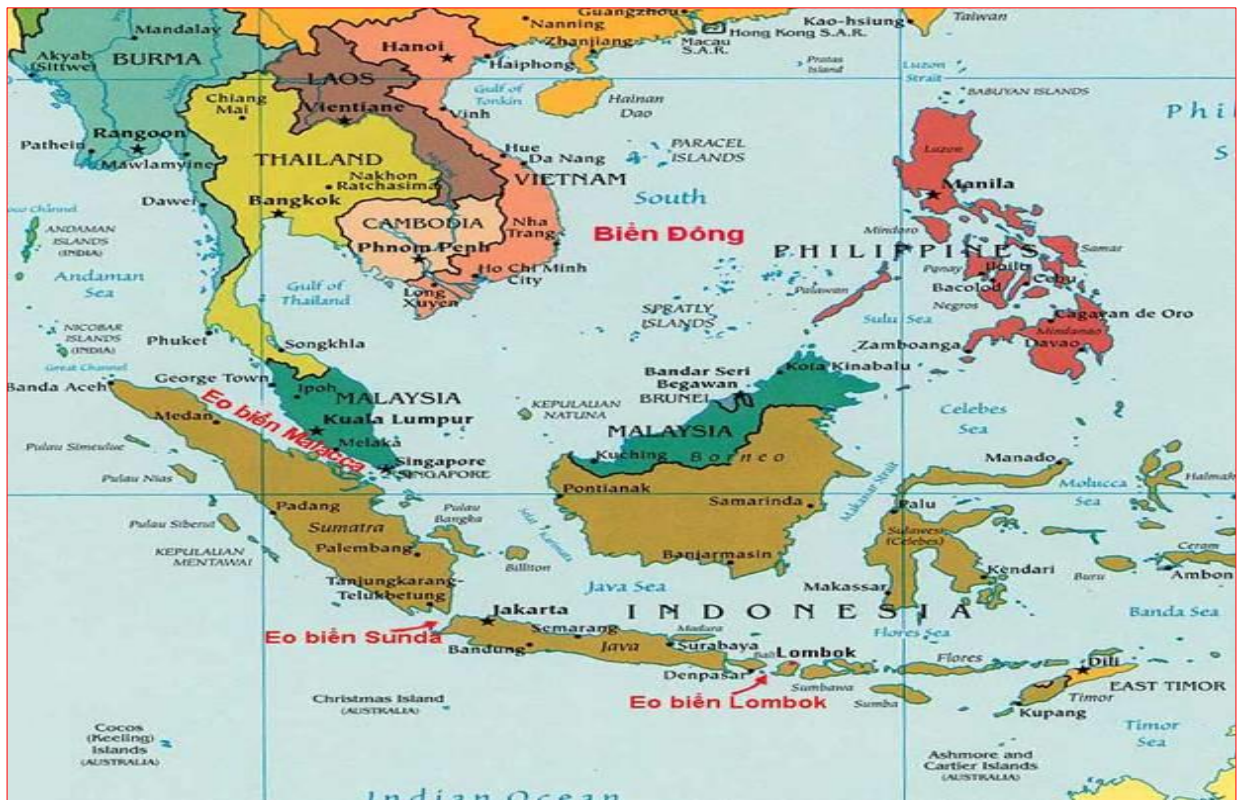 Mandalay
Akyab
(Sittwe)
BURMA
Hanoi
Haiphong
Nanning
Guangzhou
Zhanjiang
Macau
S.A.R.
Hong Kong S.A.R.
Kao-hsiung
Taiwan
Pratas
Island
Luzon
Strait
LAOS
Chiang
Mai
Vientiane
Gulf of
Tonkin
Vinh
Hainan
Dao
BABUYAN ISLANDS
Phil
S
Pathein
Rangoon
Mawlamyine
THAILAND
Nakhon
Ratchasima
Hue
Da Nang
VIETNAM
PARACEL
ISLANDS
Luzon
Manila
Dawei
Bangkok
CAMBODIA
Phnom Penh
Nha
Trang
South
Biển Đông
Mindoro
PHILIPPINES
Samar
ANDAMAN
ISLANDS
(INDIA)
Andaman
Sea
Gulf of
Thailand
Ho Chi Minh
City
Long
Xuyen
Panay
Iloilo
Bacolod
Cebu
Negros
Palawan
SPRATLY
ISLANDS
Sulu Sea
Cagayan de Oro
Mindanao
Davao
Zamboanga
NICOBAR
ISLANDS
(INDIA)
Great Channel
Phuket
Songkhla
Banda Aceh
George Town
Ipoh
MALAYSIA
Kuala Lumpur
Melaka
Eo biển Malacca
Singapore
SINGAPORE
Medan
Pulau Simeulue
Pulau Nias
KEPULAUAN
NATUNA
Bandar Seri
Begawan
BRUNEI
Kota Kinabalu
MALAYSIA
Kuching
Borneo
Celebes
Sea
Manado
Molucca
Sea
Pontianak
Samarinda
Makassar Strait
Palu
Sulawesi
(Celebes)
Padang
Pulau Siberut
Sumatra
Pulau
Bangka
KEPULAUAN
MENTAWAI
Palembang
Billiton
Banjarmasin
Kendari
Buru
Ceram
Ambon
Tanjungkarang-
Telukbetung
Java Sea
Makassar
Jakarta
INDONESIA
Banda Sea
Eo biển Sunda
Semarang
Madura
Flores Sea
Bandung
Java
Surabaya
Bali
Lombok
Flores
Dili
Denpasar
Sumbawa
EAST TIMOR
Eo biển Lombok
Sumba
Timor
Kupang
Christmas Island
(AUSTRALIA)
Timor
Sea
Cocos
(Keeling)
Islands
(AUSTRALIA)
Ashmore and
Cartier Islands
(AUSTRALIA)
Indian Ocean